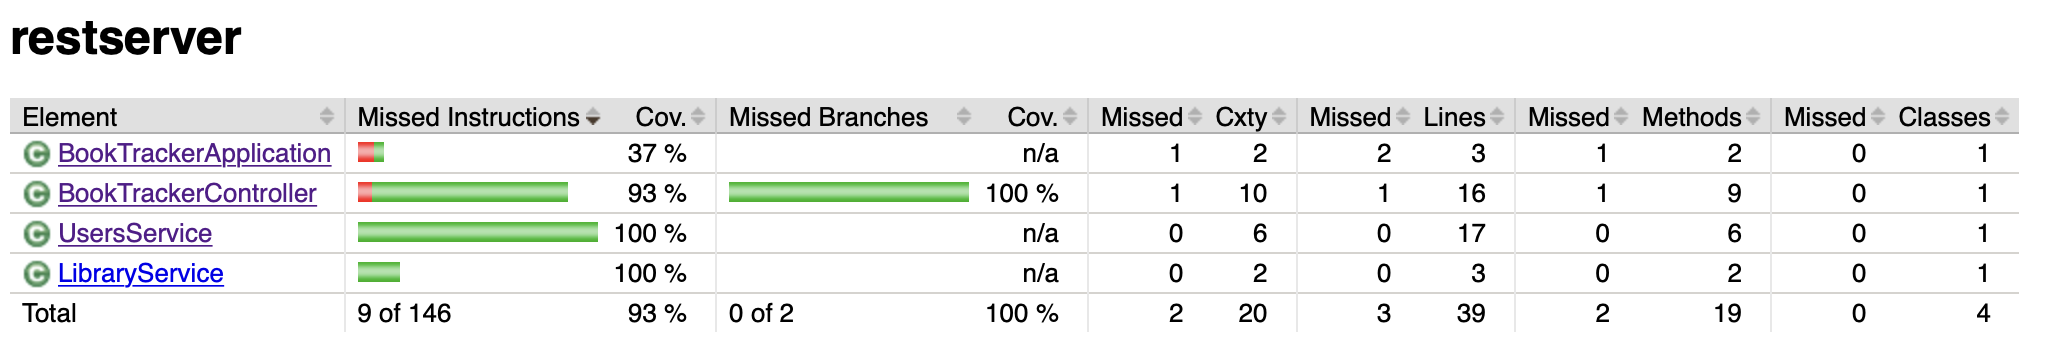 restserver
Element Missed Instructions Cov. Missed Branches Cov. Missed Cxty Missed Lines Missed Methods Missed Classes
C BookTrackerApplication 37 % n/a 1 2 2 3 1 2 0 1
C BookTrackerController 93 % 100 % 1 10 1 16 1 9 0 1
C UsersService 100 % n/a 0 6 0 17 0 6 0 1
C LibraryService 100 % n/a 0 2 0 3 0 2 0 1
Total 9 of 146 93 % 0 of 2 100 % 2 20 3 39 2 19 0 4